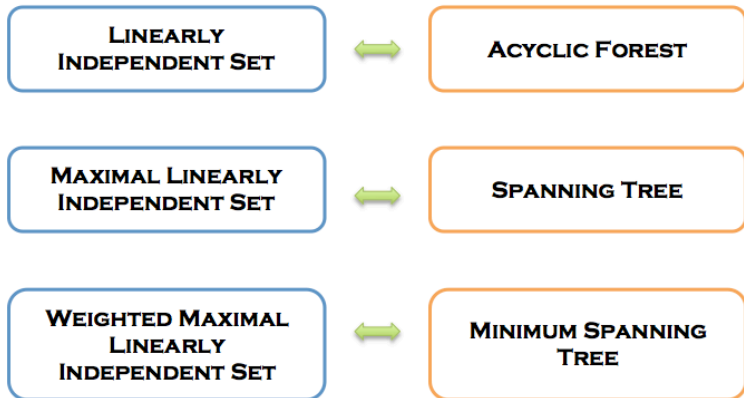 LINEARLY
INDEPENDENT SET
ACYCLIC FOREST
MAXIMAL LINEARLY
INDEPENDENT SET
SPANNING TREE
WEIGHTED MAXIMAL
LINEARLY
INDEPENDENT SET
MINIMUM SPANNING
TREE